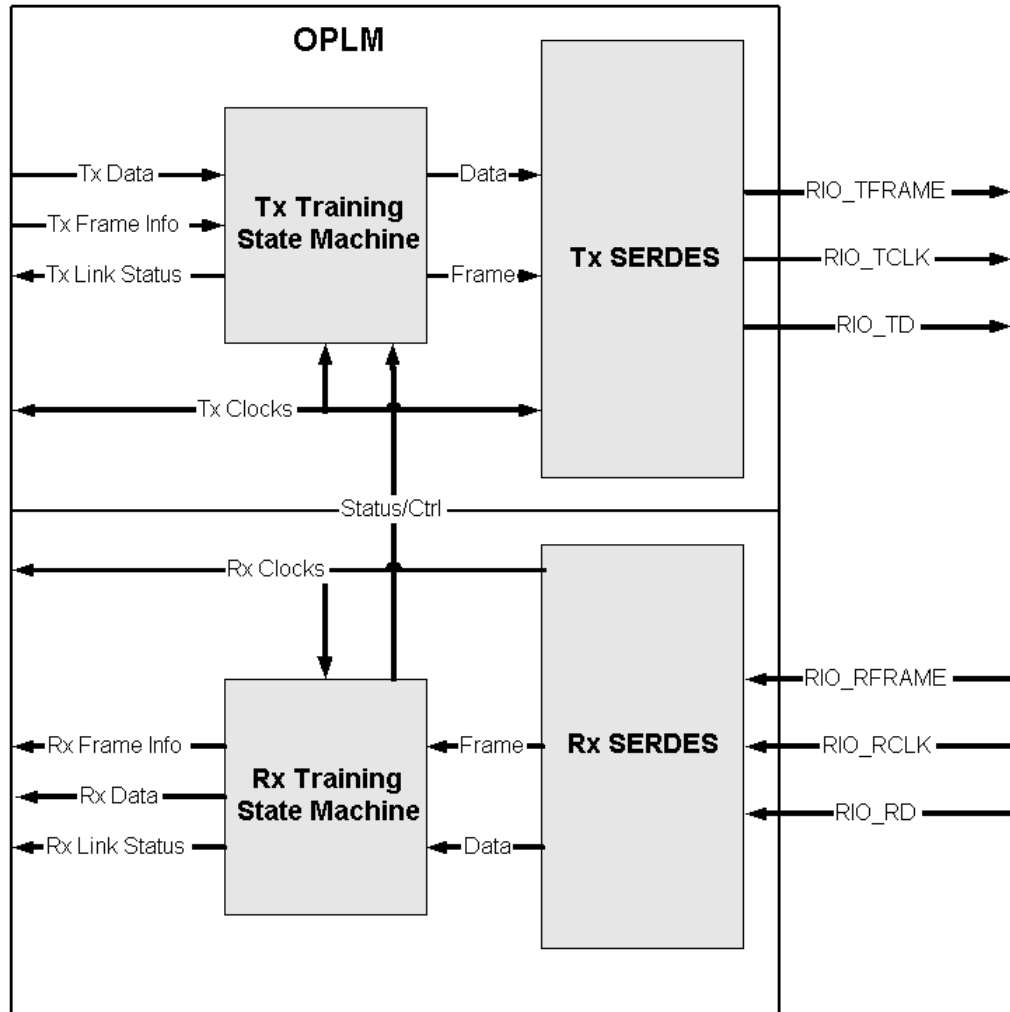 OPLM
Tx Data
Data
RIO_TFRAME
Tx Training
State Machine
Tx SERDES
Tx Frame Info
Tx Link Status
Frame
RIO_TCLK
RIO_TD
Tx Clocks
Status/Ctrl
Rx Clocks
RIO_RFRAME
Rx Frame Info
Frame
Rx SERDES
RIO_RCLK
Rx Training
State Machine
Rx Data
RIO_RD
Rx Link Status
Data